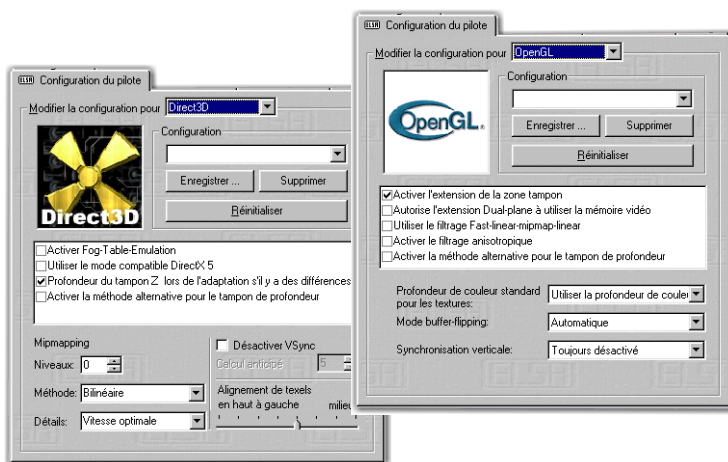 ELSA Configuration du pilote
Modifier la configuration pour Direct3D
Direct3D
Configuration
Enregistrer ... Supprimer
Réinitialiser
Activer Fog-Table-Emulation
Utiliser le mode compatible DirectX 5
Profondeur du tampon Z lors de l'adaptation s'il y a des différences
Activer la méthode alternative pour le tampon de profondeur
Mipmapping
Niveaux: 0
Méthode: Bilinéaire
Détails: Vitesse optimale
Désactiver VSync
Calcul anticipé 5
Alignement de texels
en haut à gauche milieu
ELSA Configuration du pilote
Modifier la configuration pour OpenGL
OpenGL®
Configuration
Enregistrer ... Supprimer
Réinitialiser
Activer l'extension de la zone tampon
Autorise l'extension Dual-plane à utiliser la mémoire vidéo
Utiliser le filtrage Fast-linear-mipmap-linear
Activer le filtrage anisotropique
Activer la méthode alternative pour le tampon de profondeur
Profondeur de couleur standard
pour les textures: Utiliser la profondeur de couleu
Mode buffer-flipping: Automatique
Synchronisation verticale: Toujours désactivé